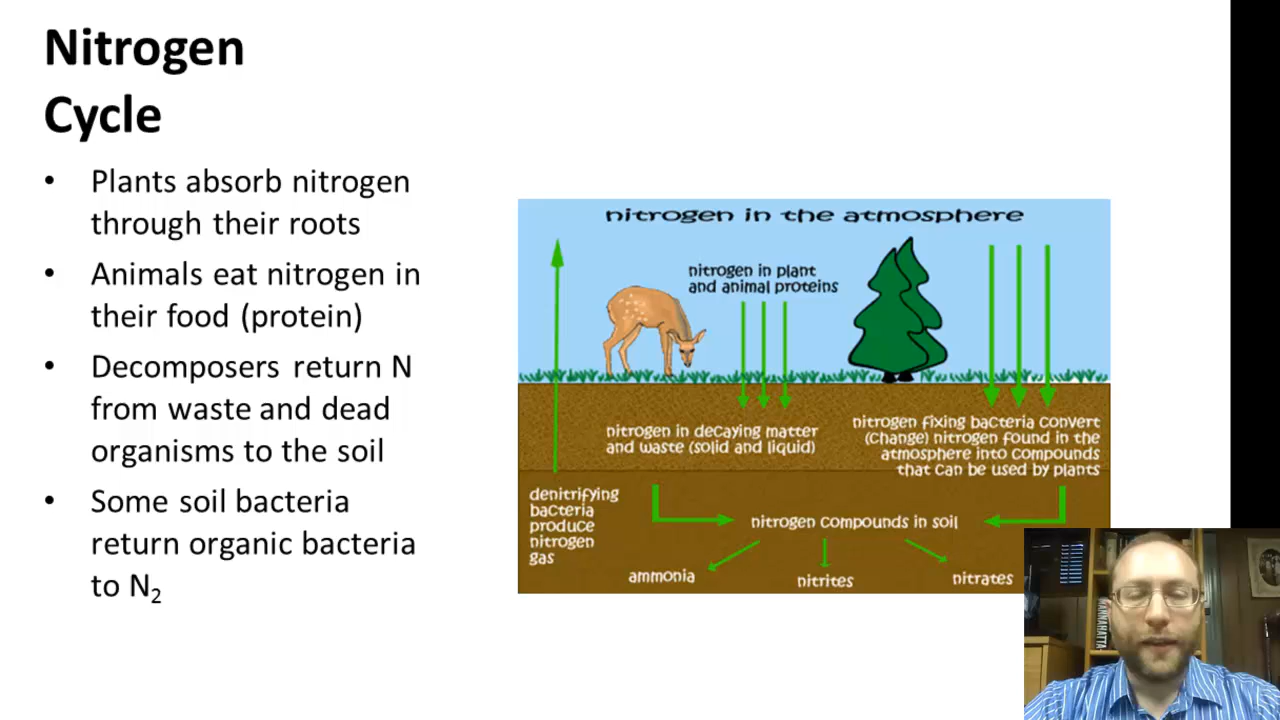 Nitrogen
Cycle
• Plants absorb nitrogen
through their roots
• Animals eat nitrogen in
their food (protein)
• Decomposers return N
from waste and dead
organisms to the soil
• Some soil bacteria
return organic bacteria
to N₂
nitrogen in the atmosphere
nitrogen in plant
and animal proteins
nitrogen in decaying matter
and waste (solid and liquid)
nitrogen fixing bacteria convert
(change) nitrogen found in the
atmosphere into compounds
that can be used by plants
denitrifying
bacteria
produce
nitrogen
gas
nitrogen compounds in soil
ammonia
nitrites
nitrates
MANNAHATTA